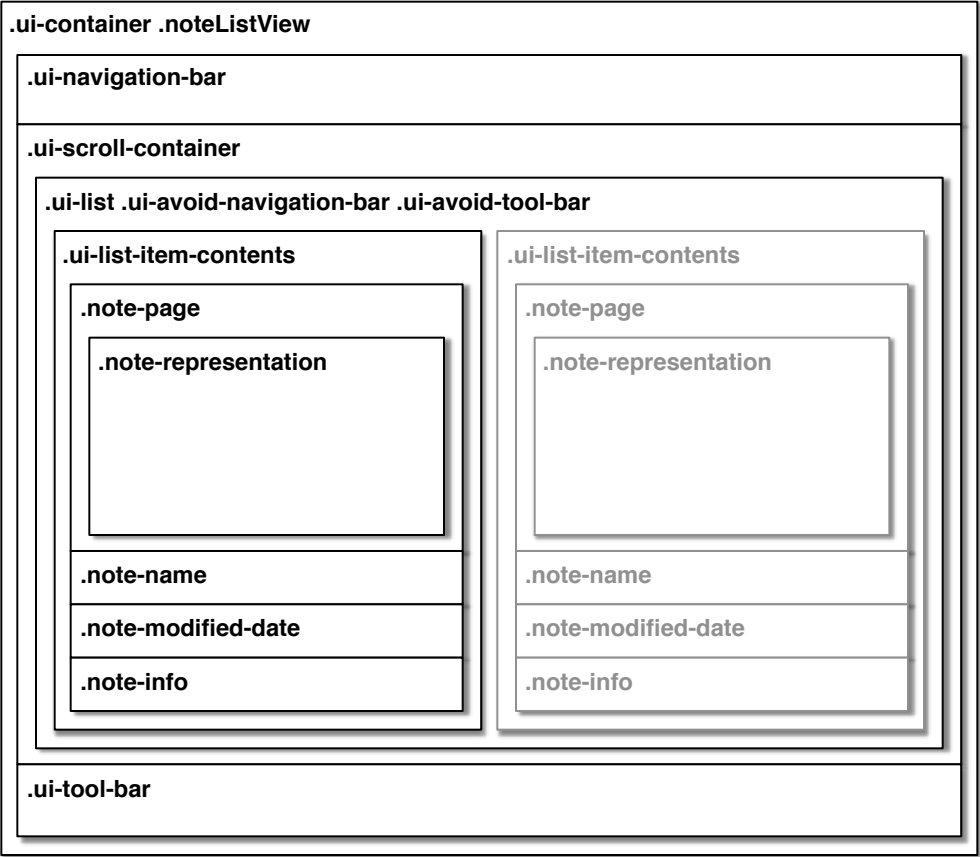 .ui-container .noteListView
.ui-navigation-bar
.ui-scroll-container
.ui-list .ui-avoid-navigation-bar .ui-avoid-tool-bar
.ui-list-item-contents
.note-page
.note-representation
.note-name
.note-modified-date
.note-info
.ui-list-item-contents
.note-page
.note-representation
.note-name
.note-modified-date
.note-info
.ui-tool-bar